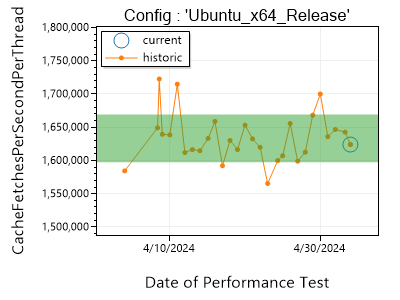 Config : 'Ubuntu_x64_Release'
CacheFetchesPerSecondPerThread
1,800,000
1,750,000
1,700,000
1,650,000
1,600,000
1,550,000
1,500,000
current
historic
4/10/2024
4/30/2024
Date of Performance Test